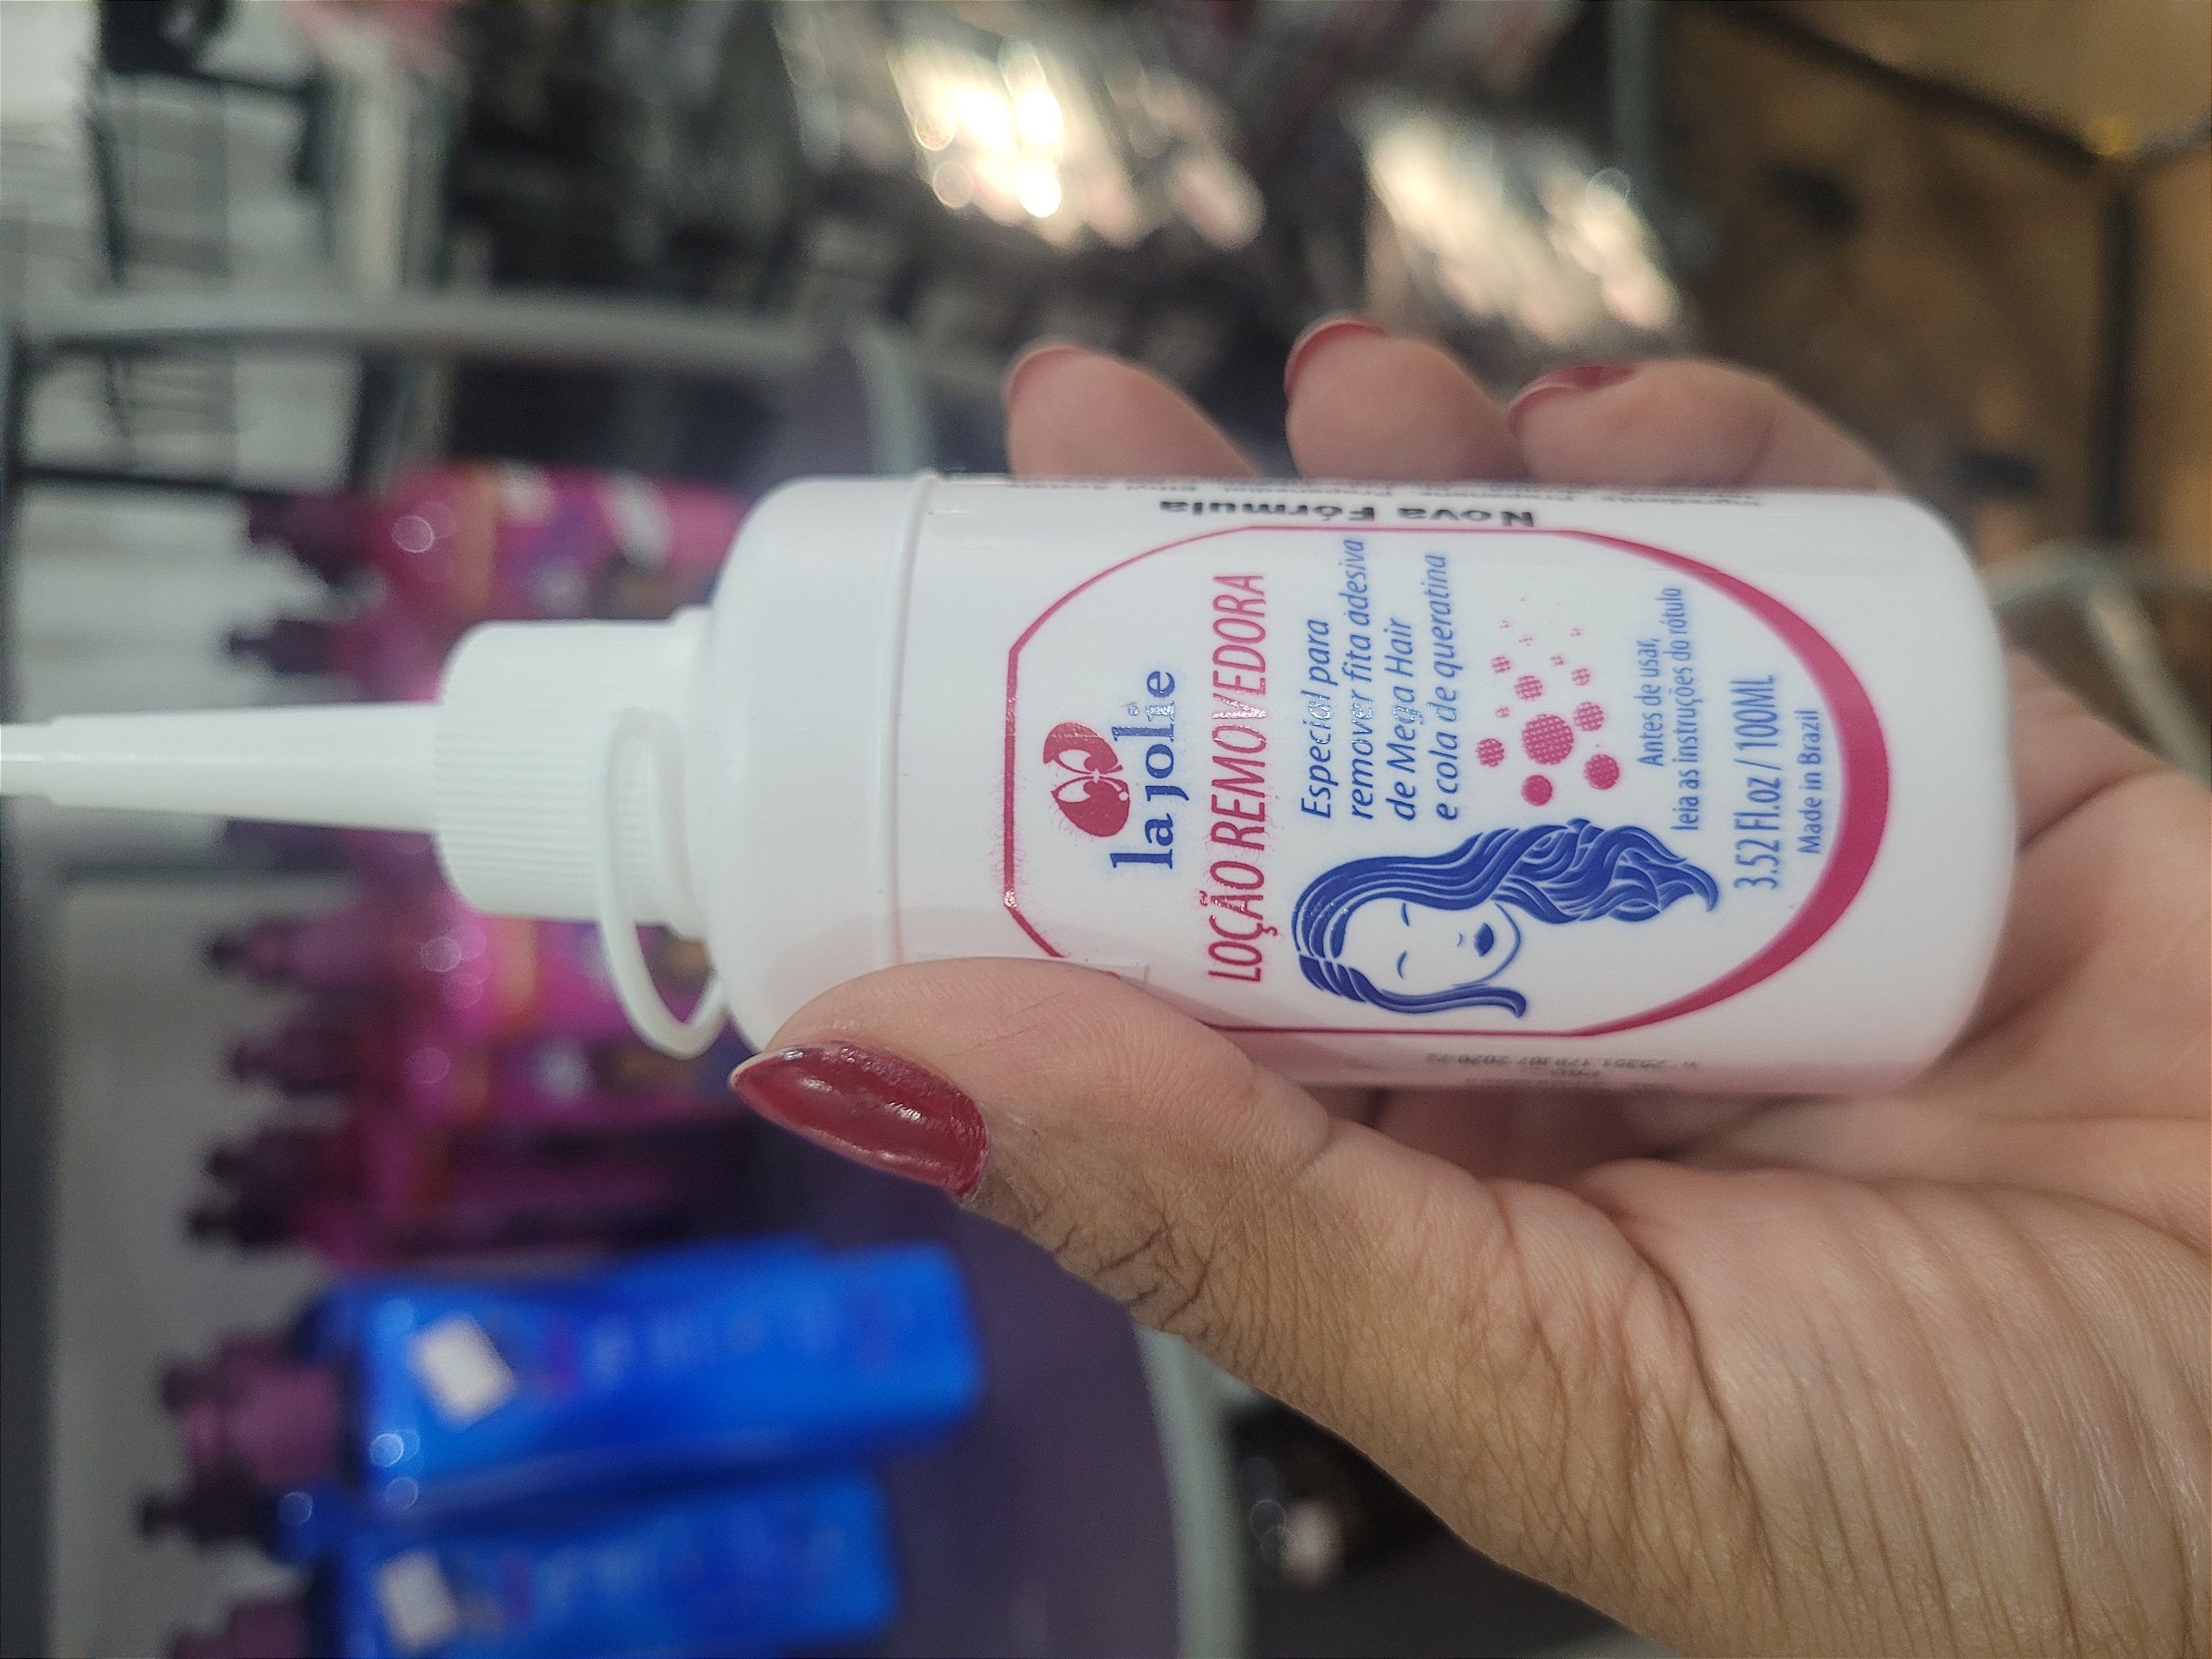 la jolie
LOÇÃO REMOVEDORA
Especial para
remover fita adesiva
de Mega Hair
e cola de queratina
Antes de usar,
leia as instruções do rótulo
3.52 Fl.oz / 100ML
Made in Brazil
Nova Fórmula